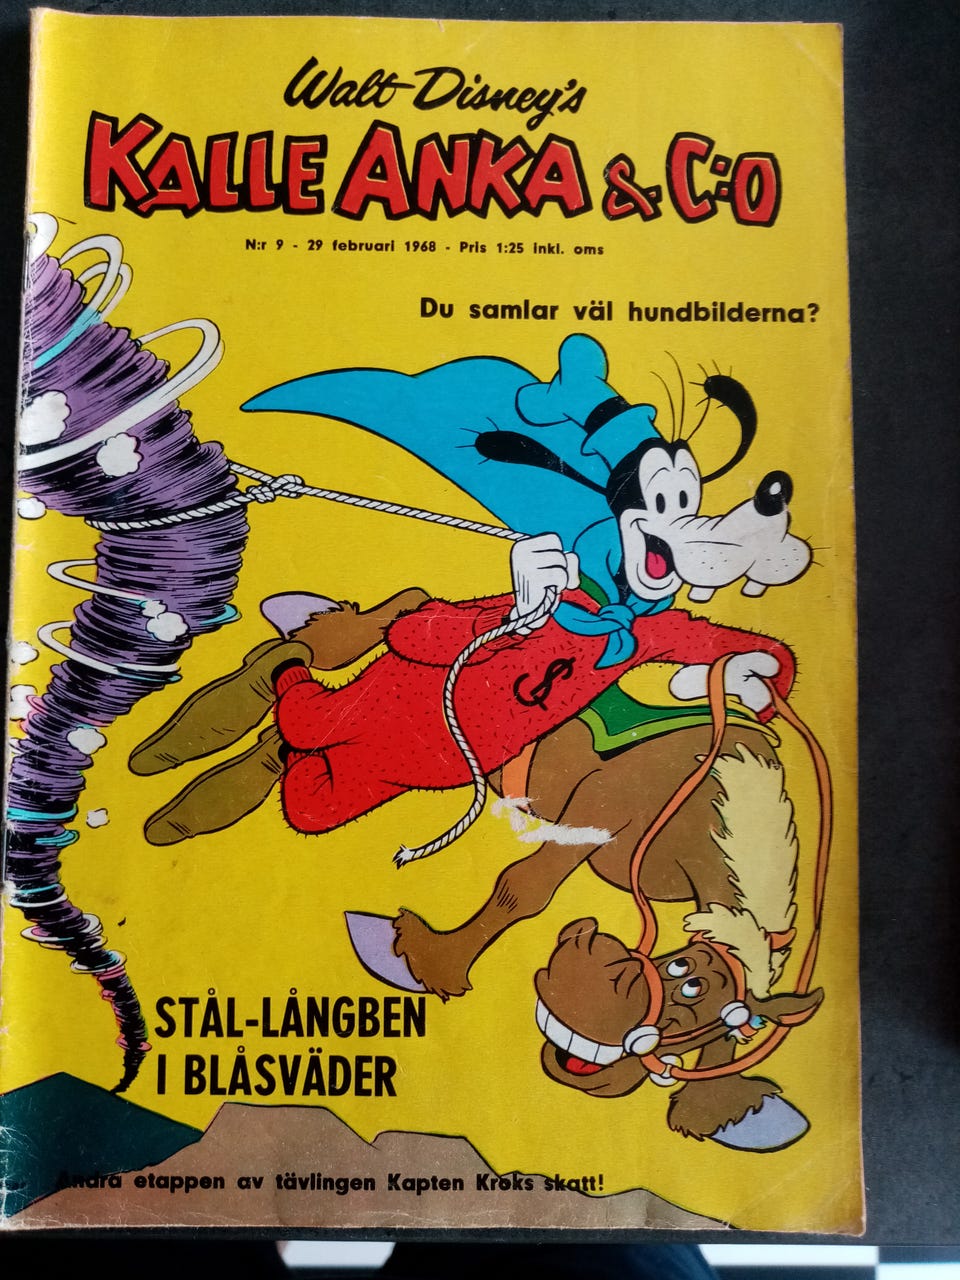 Walt Disney's
KALLE ANKA & C:O
N:r 9 - 29 februari 1968 - Pris 1:25 inkl. oms
Du samlar väl hundbilderna?
STÅL-LÅNGBEN
I BLÅSVÄDER
Andra etappen av tävlingen Kapten Kroks skatt!